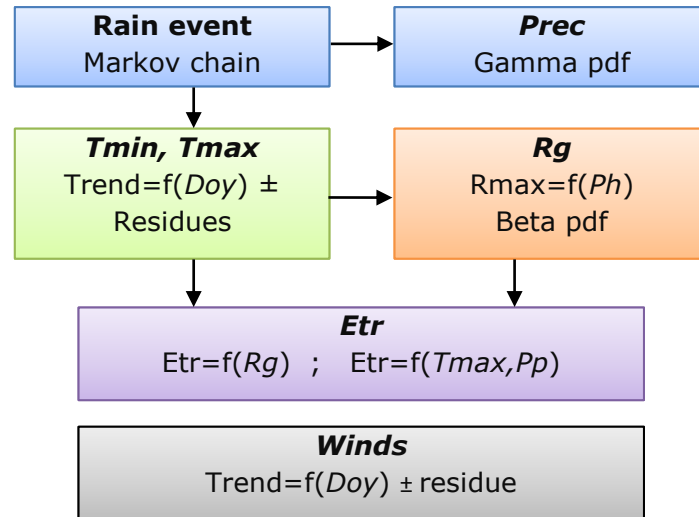 Rain event
Markov chain
Prec
Gamma pdf
Tmin, Tmax
Trend=f(Doy) ±
Residues
Rg
Rmax=f(Ph)
Beta pdf
Etr
Etr=f(Rg) ; Etr=f(Tmax,Pp)
Winds
Trend=f(Doy) ± residue